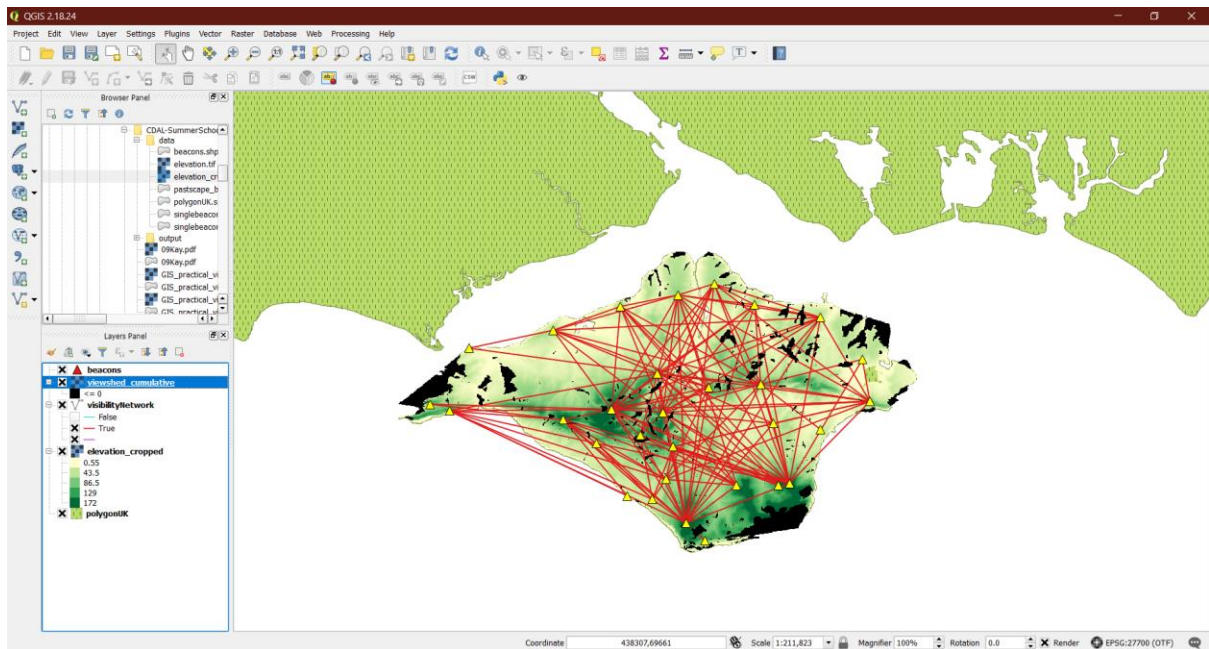 QGIS 2.18.24
Project Edit View Layer Settings Plugins Vector Raster Database Web Processing Help
Browser Panel
CDAL-SummerSchoo
data
beacons.shp
elevation.tif
elevation_cr
pastscape_b
polygonUK.s
singlebeacor
singlebeacor
output
09Kay.pdf
09Kay.pdf
GIS_practical_vi
GIS_practical_vi
GIS_practical_vi
GIS_practical_vi
Layers Panel
beacons
viewshed_cumulative
<= 0
visibilityNetwork
False
True
elevation_cropped
0.55
43.5
86.5
129
172
polygonUK
Coordinate 438307,69661 Scale 1:211,823 Magnifier 100% Rotation 0.0 Render EPSG:27700 (OTF)